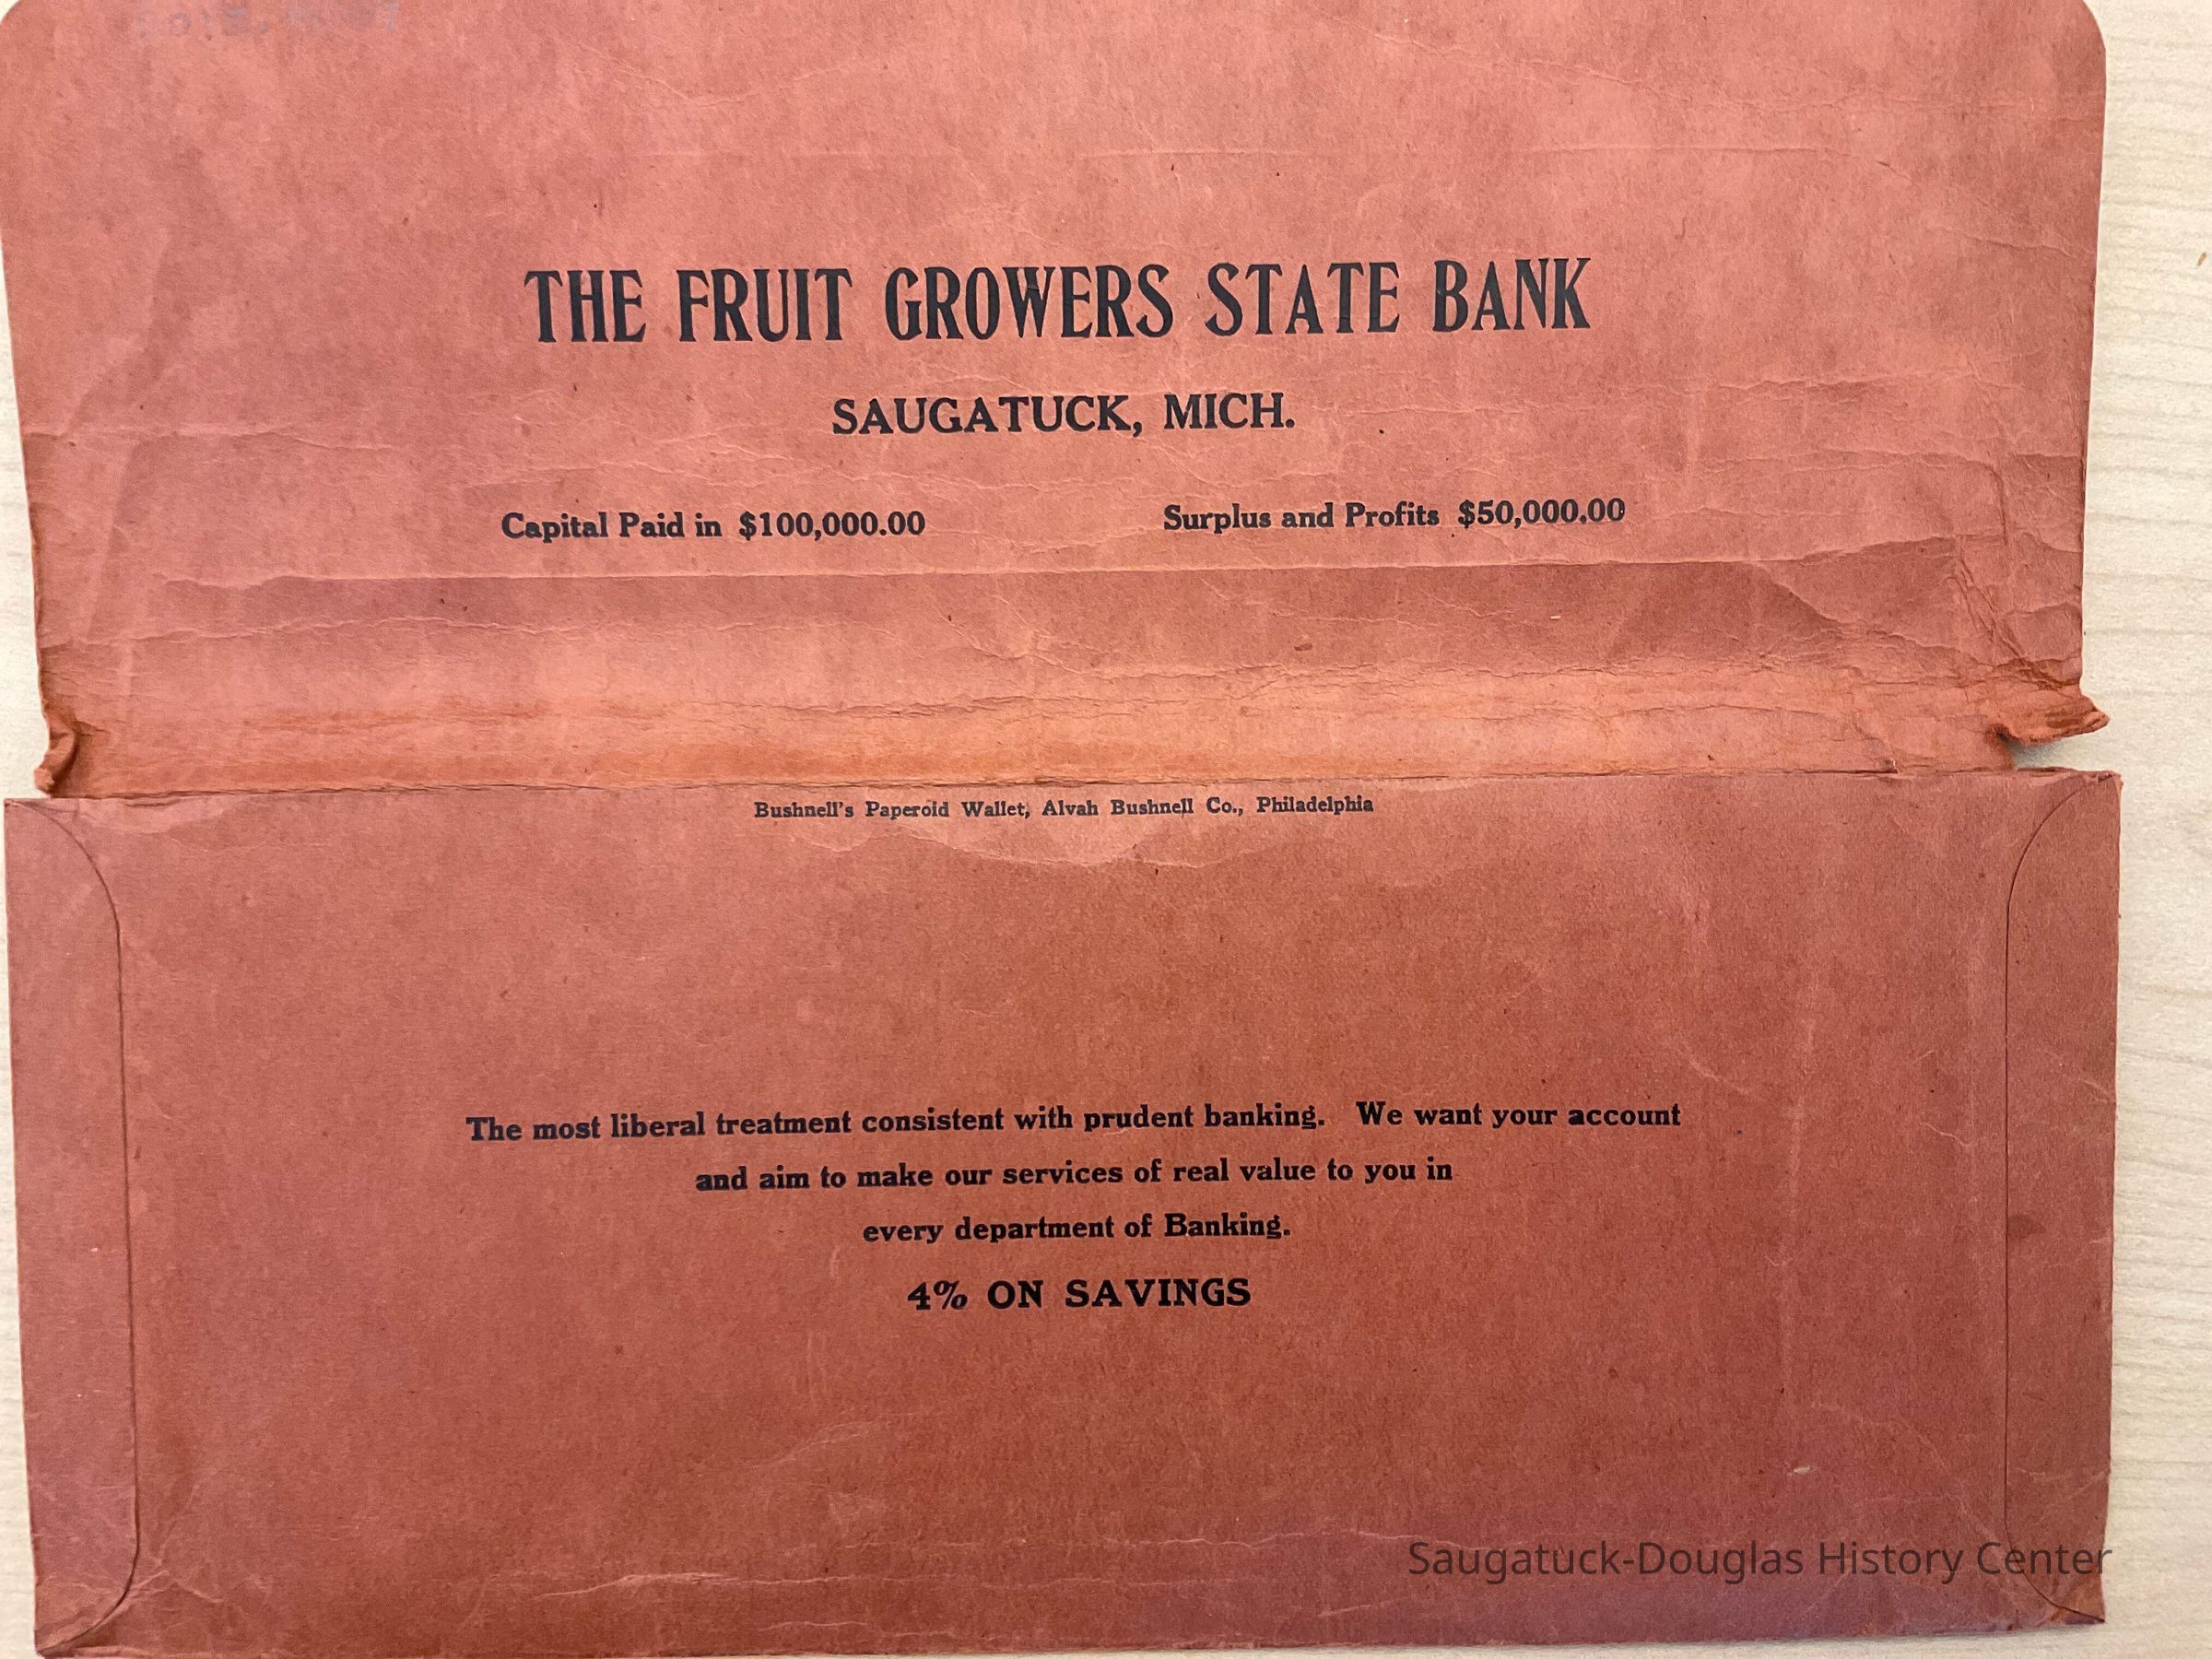 THE FRUIT GROWERS STATE BANK
SAUGATUCK, MICH.
Capital Paid in $100,000.00 Surplus and Profits $50,000.00
Bushnell's Paperoid Wallet, Alvah Bushnell Co., Philadelphia
The most liberal treatment consistent with prudent banking. We want your account
and aim to make our services of real value to you in
every department of Banking.
4% ON SAVINGS
Saugatuck-Douglas History Center